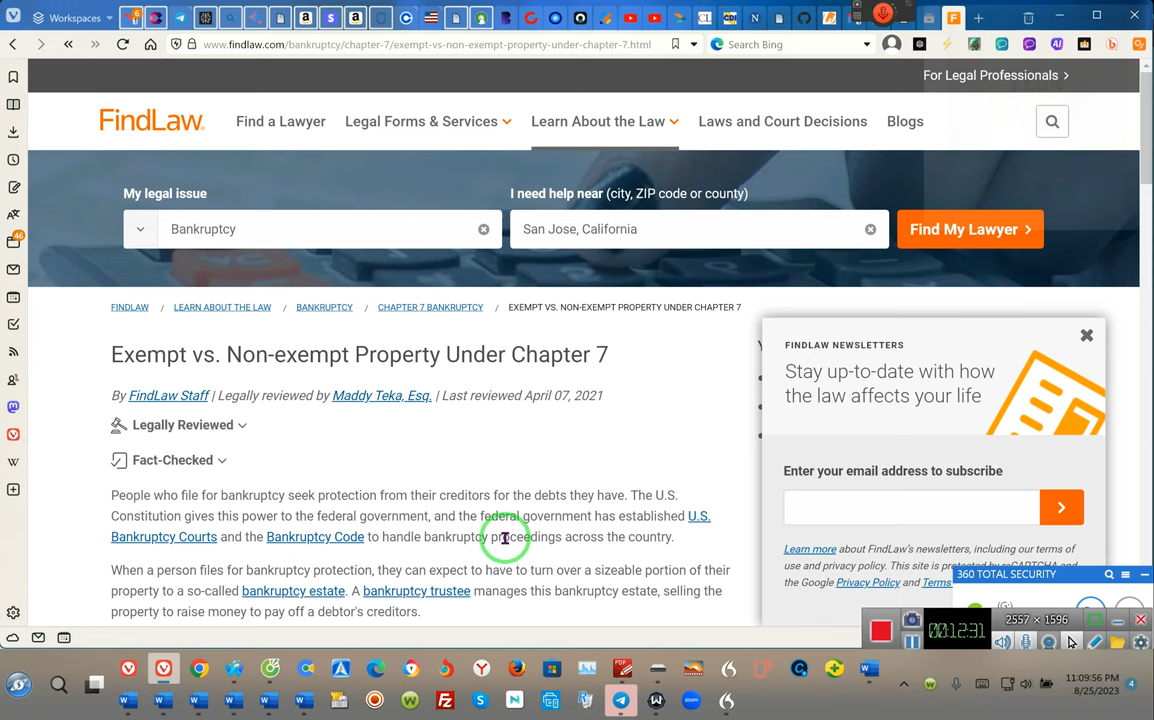 Workspaces
www.findlaw.com/bankruptcy/chapter-7/exempt-vs-non-exempt-property-under-chapter-7.html
Search Bing
For Legal Professionals
FindLaw.
Find a Lawyer
Legal Forms & Services
Learn About the Law
Laws and Court Decisions
Blogs
My legal issue
I need help near (city, ZIP code or county)
Bankruptcy
San Jose, California
Find My Lawyer
FINDLAW / LEARN ABOUT THE LAW / BANKRUPTCY / CHAPTER 7 BANKRUPTCY / EXEMPT VS. NON-EXEMPT PROPERTY UNDER CHAPTER 7
Exempt vs. Non-exempt Property Under Chapter 7
By FindLaw Staff | Legally reviewed by Maddy Teka, Esq. | Last reviewed April 07, 2021
Legally Reviewed
Fact-Checked
People who file for bankruptcy seek protection from their creditors for the debts they have. The U.S.
Constitution gives this power to the federal government, and the federal government has established U.S.
Bankruptcy Courts and the Bankruptcy Code to handle bankruptcy proceedings across the country.
When a person files for bankruptcy protection, they can expect to have to turn over a sizeable portion of their
property to a so-called bankruptcy estate. A bankruptcy trustee manages this bankruptcy estate, selling the
property to raise money to pay off a debtor's creditors.
FINDLAW NEWSLETTERS
Stay up-to-date with how
the law affects your life
Enter your email address to subscribe
Learn more about FindLaw's newsletters, including our terms of
use and privacy policy. This site is protected by reCAPTCHA and
the Google Privacy Policy and Terms
360 TOTAL SECURITY
(G:)
00:12:31
2557 × 1596
11:09:56 PM
8/25/2023
4
46
6